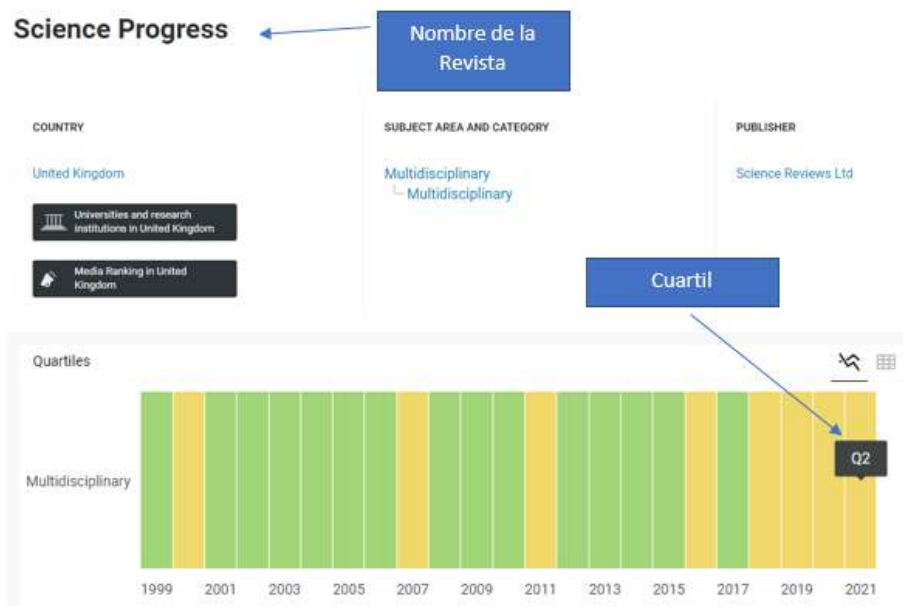 Science Progress
Nombre de la
Revista
COUNTRY
SUBJECT AREA AND CATEGORY
PUBLISHER
United Kingdom
Multidisciplinary
Multidisciplinary
Science Reviews Ltd
Universities and research
institutions in United Kingdom
Media Ranking in United
Kingdom
Cuartil
Quartiles
Q2
Multidisciplinary
1999 2001 2003 2005 2007 2009 2011 2013 2015 2017 2019 2021